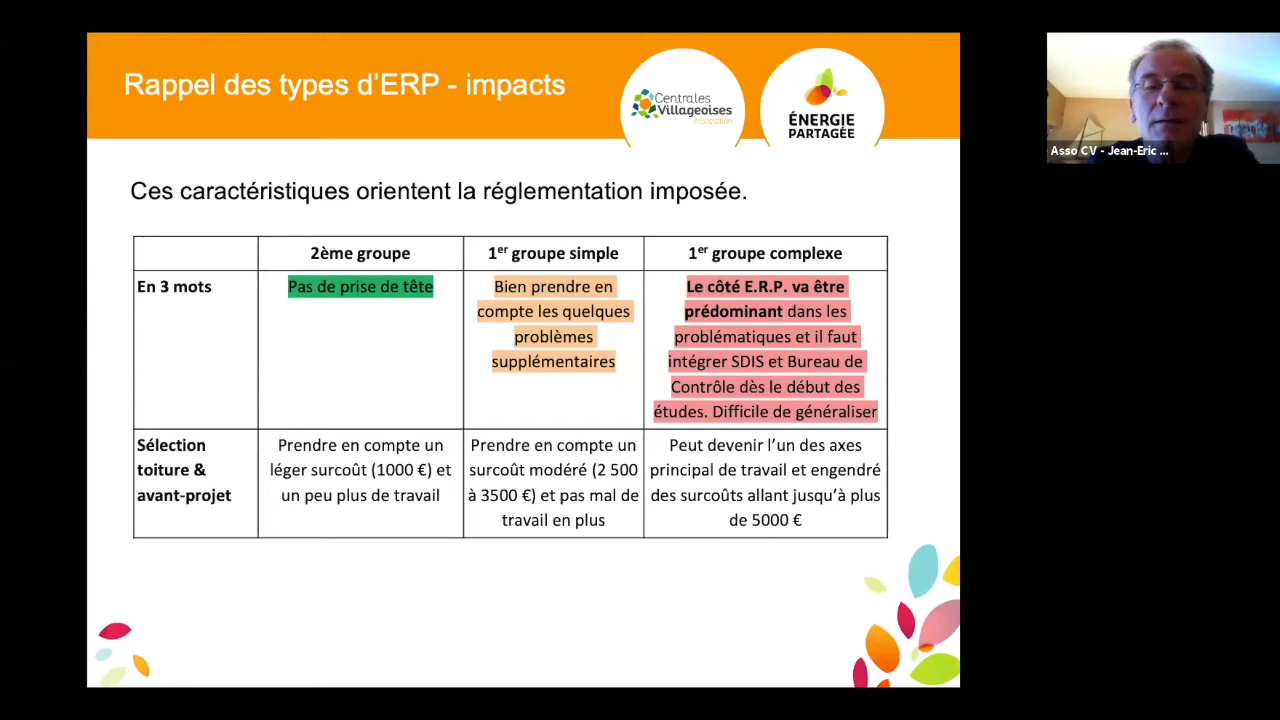 Rappel des types d'ERP - impacts
Centrales
Villageoises
Association
ÉNERGIE
PARTAGÉE
Asso CV - Jean-Eric ...
Ces caractéristiques orientent la réglementation imposée.
2ème groupe
1er groupe simple
1er groupe complexe
En 3 mots
Pas de prise de tête
Bien prendre en
compte les quelques
problèmes
supplémentaires
Le côté E.R.P. va être
prédominant dans les
problématiques et il faut
intégrer SDIS et Bureau de
Contrôle dès le début des
études. Difficile de généraliser
Sélection
toiture &
avant-projet
Prendre en compte un
léger surcoût (1000 €) et
un peu plus de travail
Prendre en compte un
surcoût modéré (2 500
à 3500 €) et pas mal de
travail en plus
Peut devenir l'un des axes
principal de travail et engendré
des surcoûts allant jusqu'à plus
de 5000 €